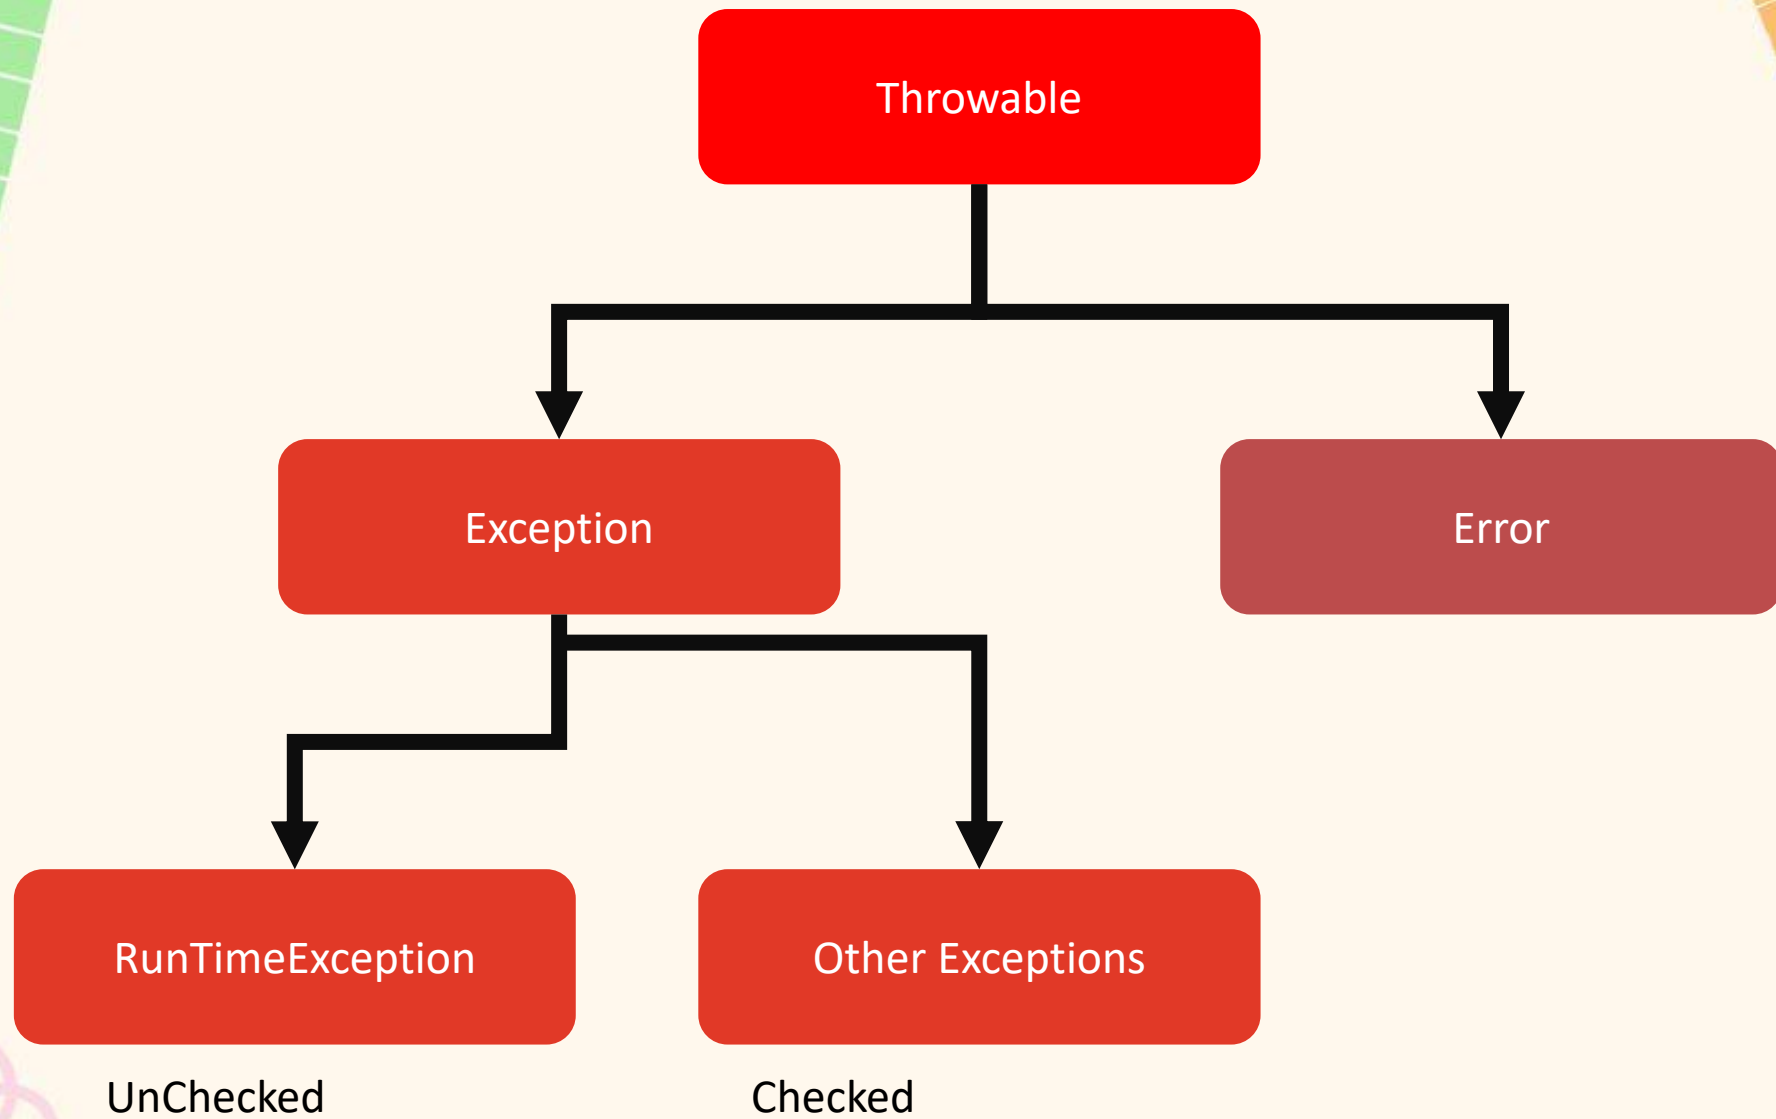 Throwable
Exception
Error
RunTimeException
Other Exceptions
UnChecked
Checked